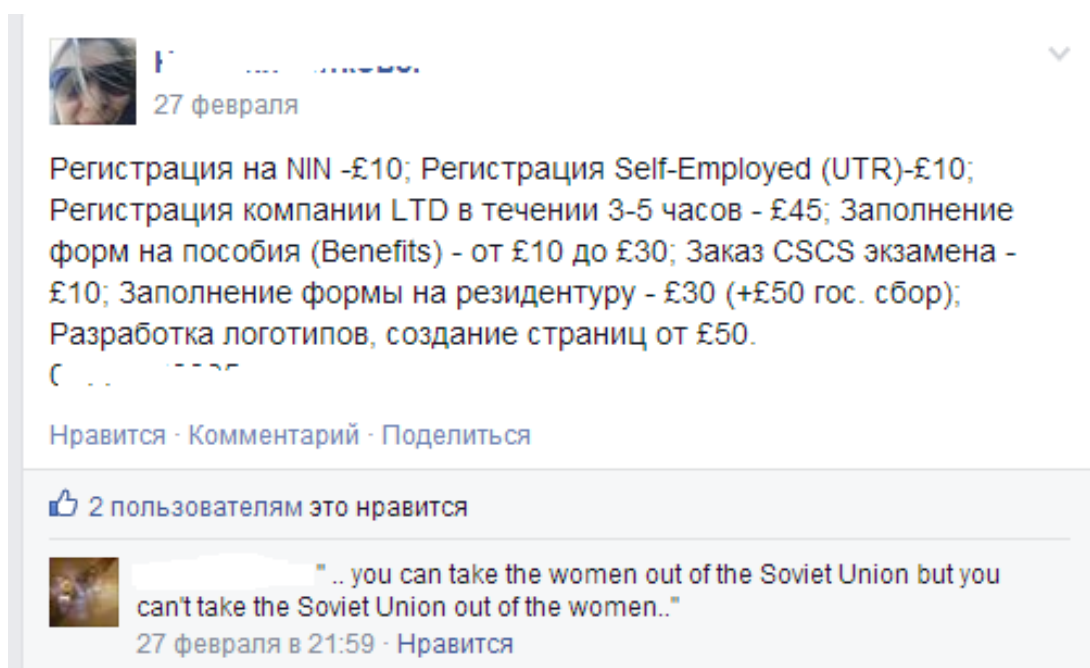 27 февраля
Регистрация на NIN -£10; Регистрация Self-Employed (UTR)-£10;
Регистрация компании LTD в течении 3-5 часов - £45; Заполнение
форм на пособия (Benefits) - от £10 до £30; Заказ CSCS экзамена -
£10; Заполнение формы на резидентуру - £30 (+£50 гос. сбор);
Разработка логотипов, создание страниц от £50.
Нравится · Комментарий · Поделиться
2 пользователям это нравится
" .. you can take the women out of the Soviet Union but you
can't take the Soviet Union out of the women.."
27 февраля в 21:59 · Нравится